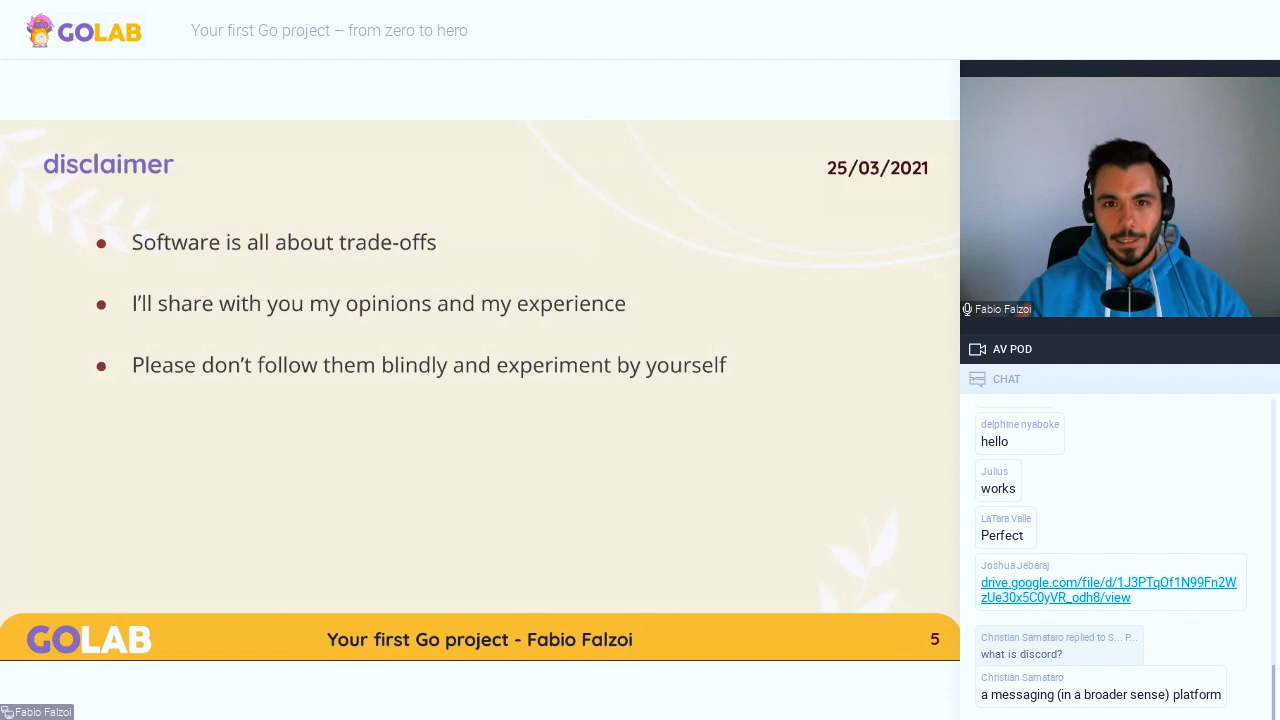 GOLAB
Your first Go project – from zero to hero
disclaimer
25/03/2021
• Software is all about trade-offs
• I'll share with you my opinions and my experience
• Please don't follow them blindly and experiment by yourself
GOLAB
Your first Go project - Fabio Falzoi
5
Fabio Falzoi
Fabio Falzoi
AV POD
CHAT
delphine nyaboke
hello
Julius
works
LaTara Valle
Perfect
Joshua Jebaraj
drive.google.com/file/d/1J3PTqOf1N99Fn2W
zUe30x5C0yVR_odh8/view
Christian Samataro replied to S... P...
what is discord?
Christian Samataro
a messaging (in a broader sense) platform